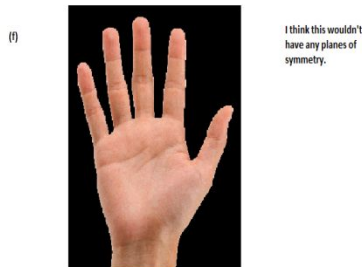 (f)
I think this wouldn't
have any planes of
symmetry.